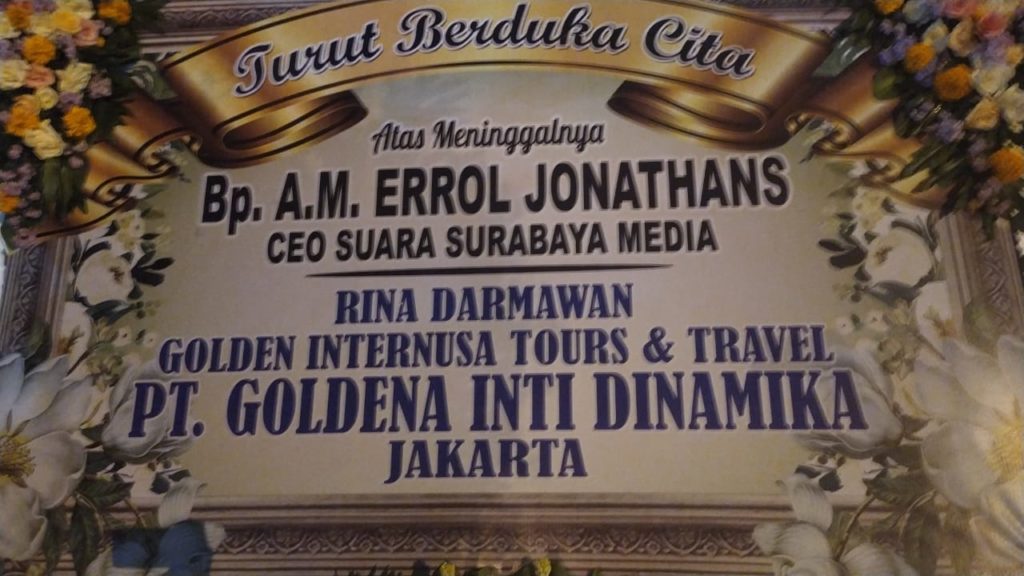 Turut Berduka Cita
Atas Meninggalnya
Bp. A.M. ERROL JONATHANS
CEO SUARA SURABAYA MEDIA
RINA DARMAWAN
GOLDEN INTERNUSA TOURS & TRAVEL
PT. GOLDENA INTI DINAMIKA
JAKARTA